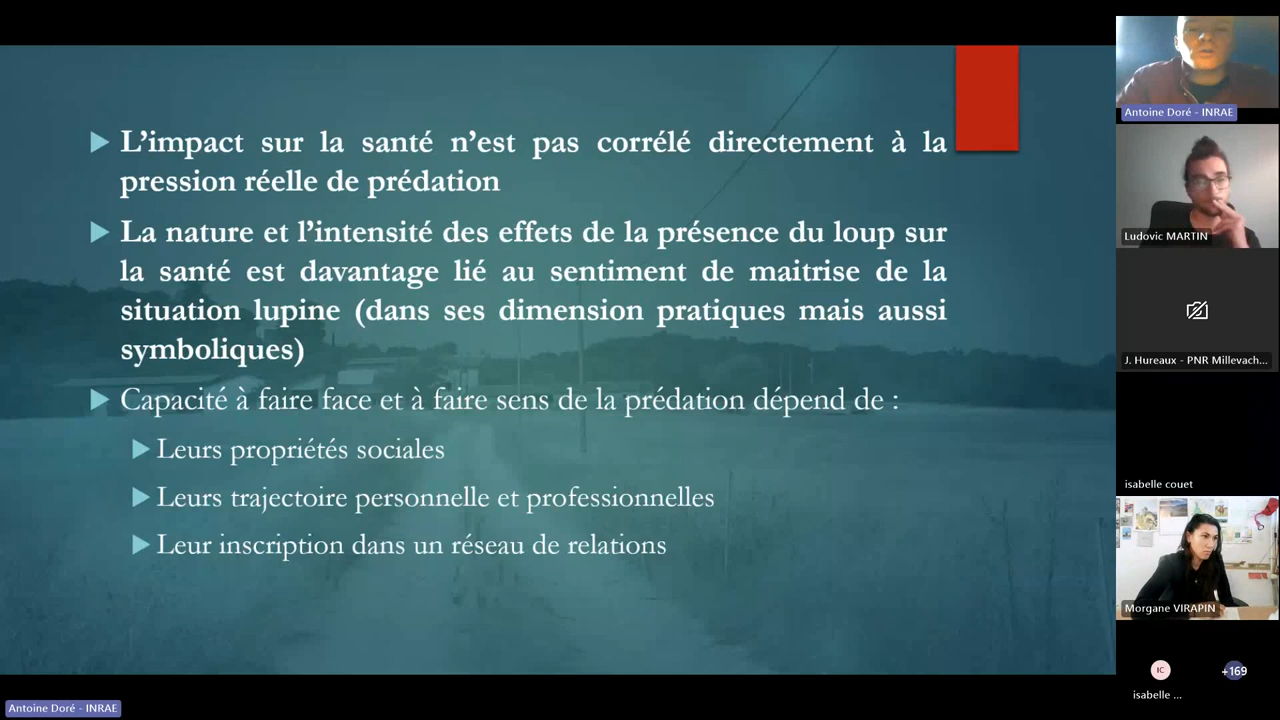 L’impact sur la santé n’est pas corrélé directement à la
pression réelle de prédation
La nature et l’intensité des effets de la présence du loup sur
la santé est davantage lié au sentiment de maitrise de la
situation lupine (dans ses dimension pratiques mais aussi
symboliques)
Capacité à faire face et à faire sens de la prédation dépend de :
Leurs propriétés sociales
Leurs trajectoire personnelle et professionnelles
Leur inscription dans un réseau de relations
Antoine Doré - INRAE
Ludovic MARTIN
J. Hureaux - PNR Millevach...
isabelle couet
Morgane VIRAPIN
IC
+169
isabelle ...
Antoine Doré - INRAE